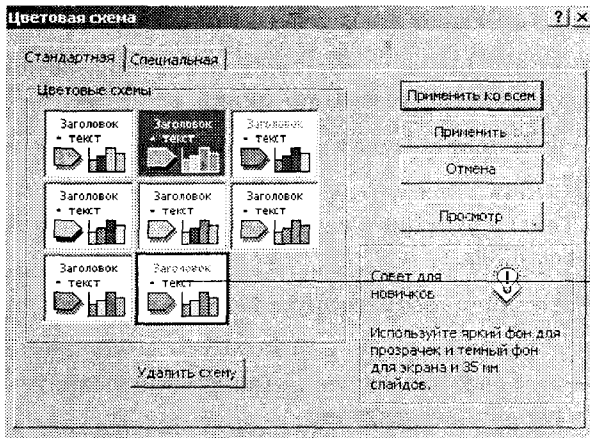 Цветовая схема
Стандартная Специальная
Цветовые схемы
Заголовок
- текст
Заголовок
- текст
Заголовок
- текст
Заголовок
- текст
Заголовок
- текст
Заголовок
- текст
Заголовок
- текст
Заголовок
- текст
Удалить схему
Применить ко всем
Применить
Отмена
Просмотр
Совет для
новичков
Используйте яркий фон для
прозрачек и темный фон
для экрана и 35 мм
слайдов.